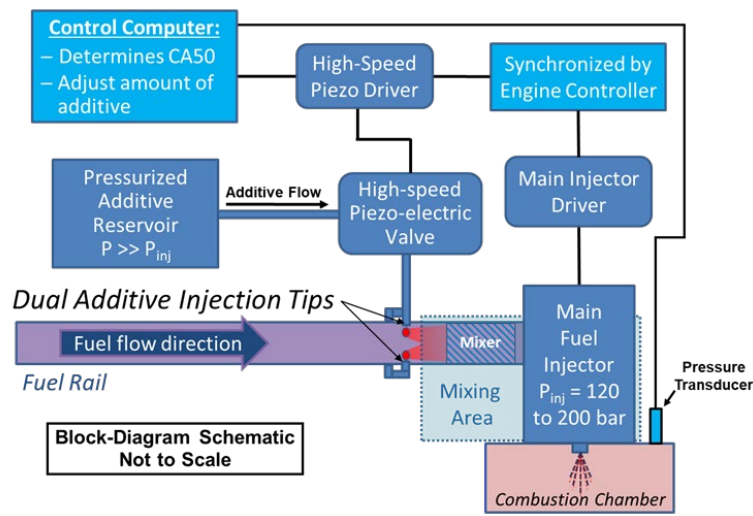 Control Computer:
– Determines CA50
– Adjust amount of
additive
High-Speed
Piezo Driver
Synchronized by
Engine Controller
Pressurized
Additive
Reservoir
P >> Pinj
Additive Flow
High-speed
Piezo-electric
Valve
Main Injector
Driver
Dual Additive Injection Tips
Fuel flow direction
Fuel Rail
Mixer
Mixing
Area
Main
Fuel
Injector
Pinj = 120
to 200 bar
Pressure
Transducer
Block-Diagram Schematic
Not to Scale
Combustion Chamber